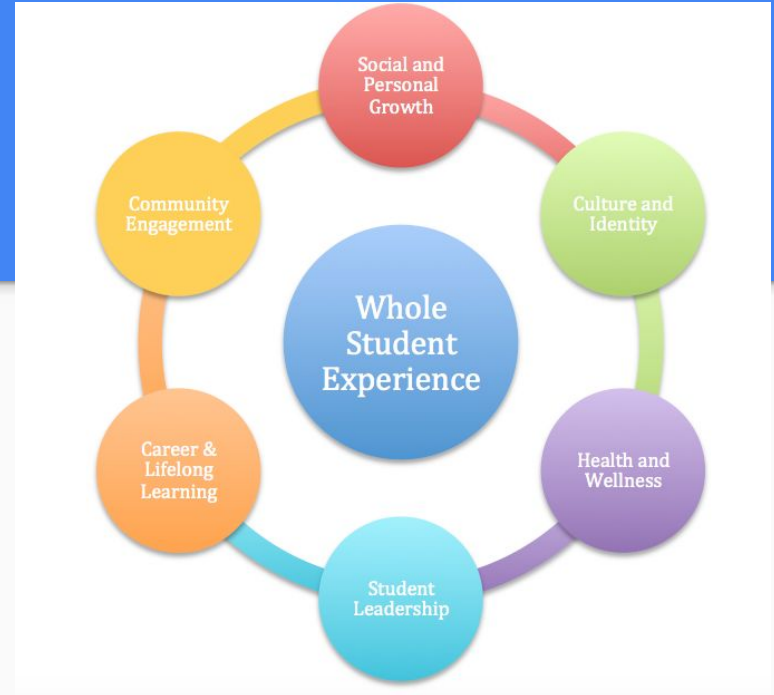 Social and
Personal
Growth
Culture and
Identity
Health and
Wellness
Student
Leadership
Career &
Lifelong
Learning
Community
Engagement
Whole
Student
Experience